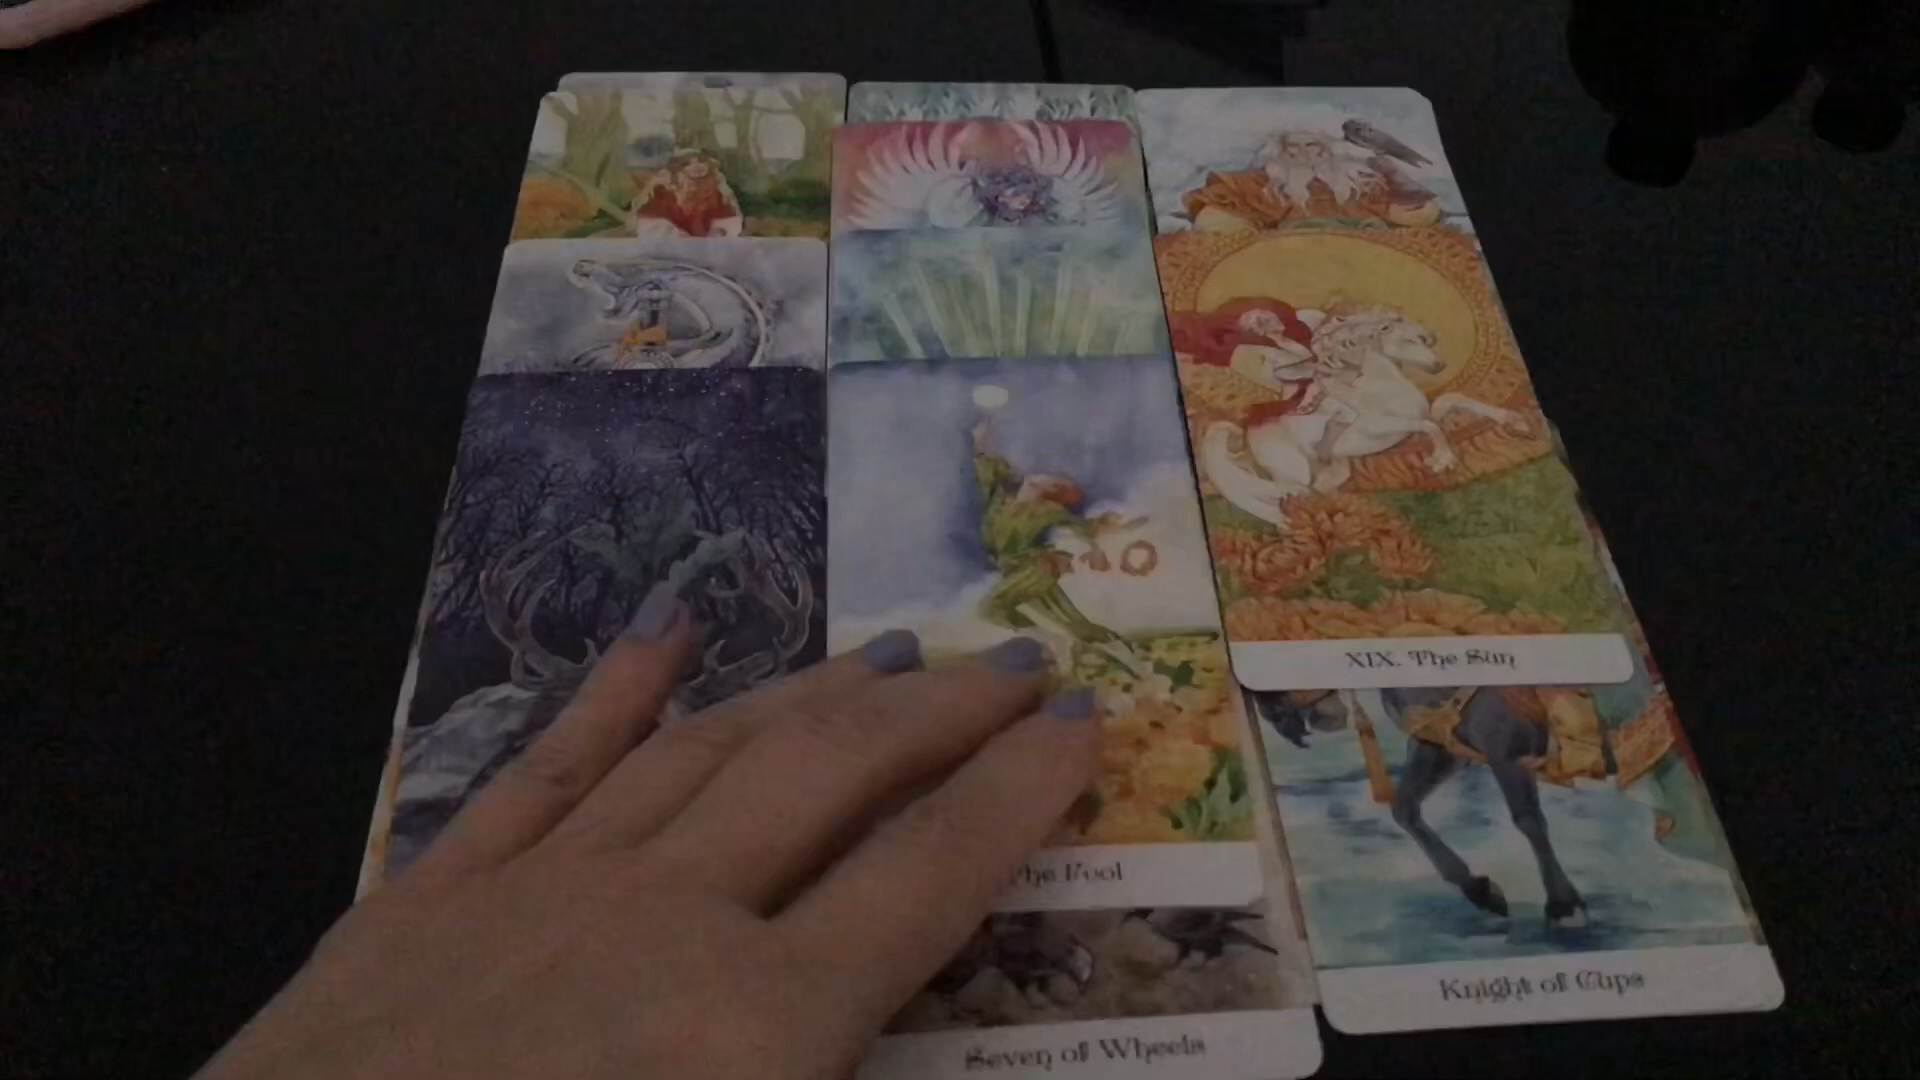 XIX. The Sun
The Fool
Knight of Cups
Seven of Wheels